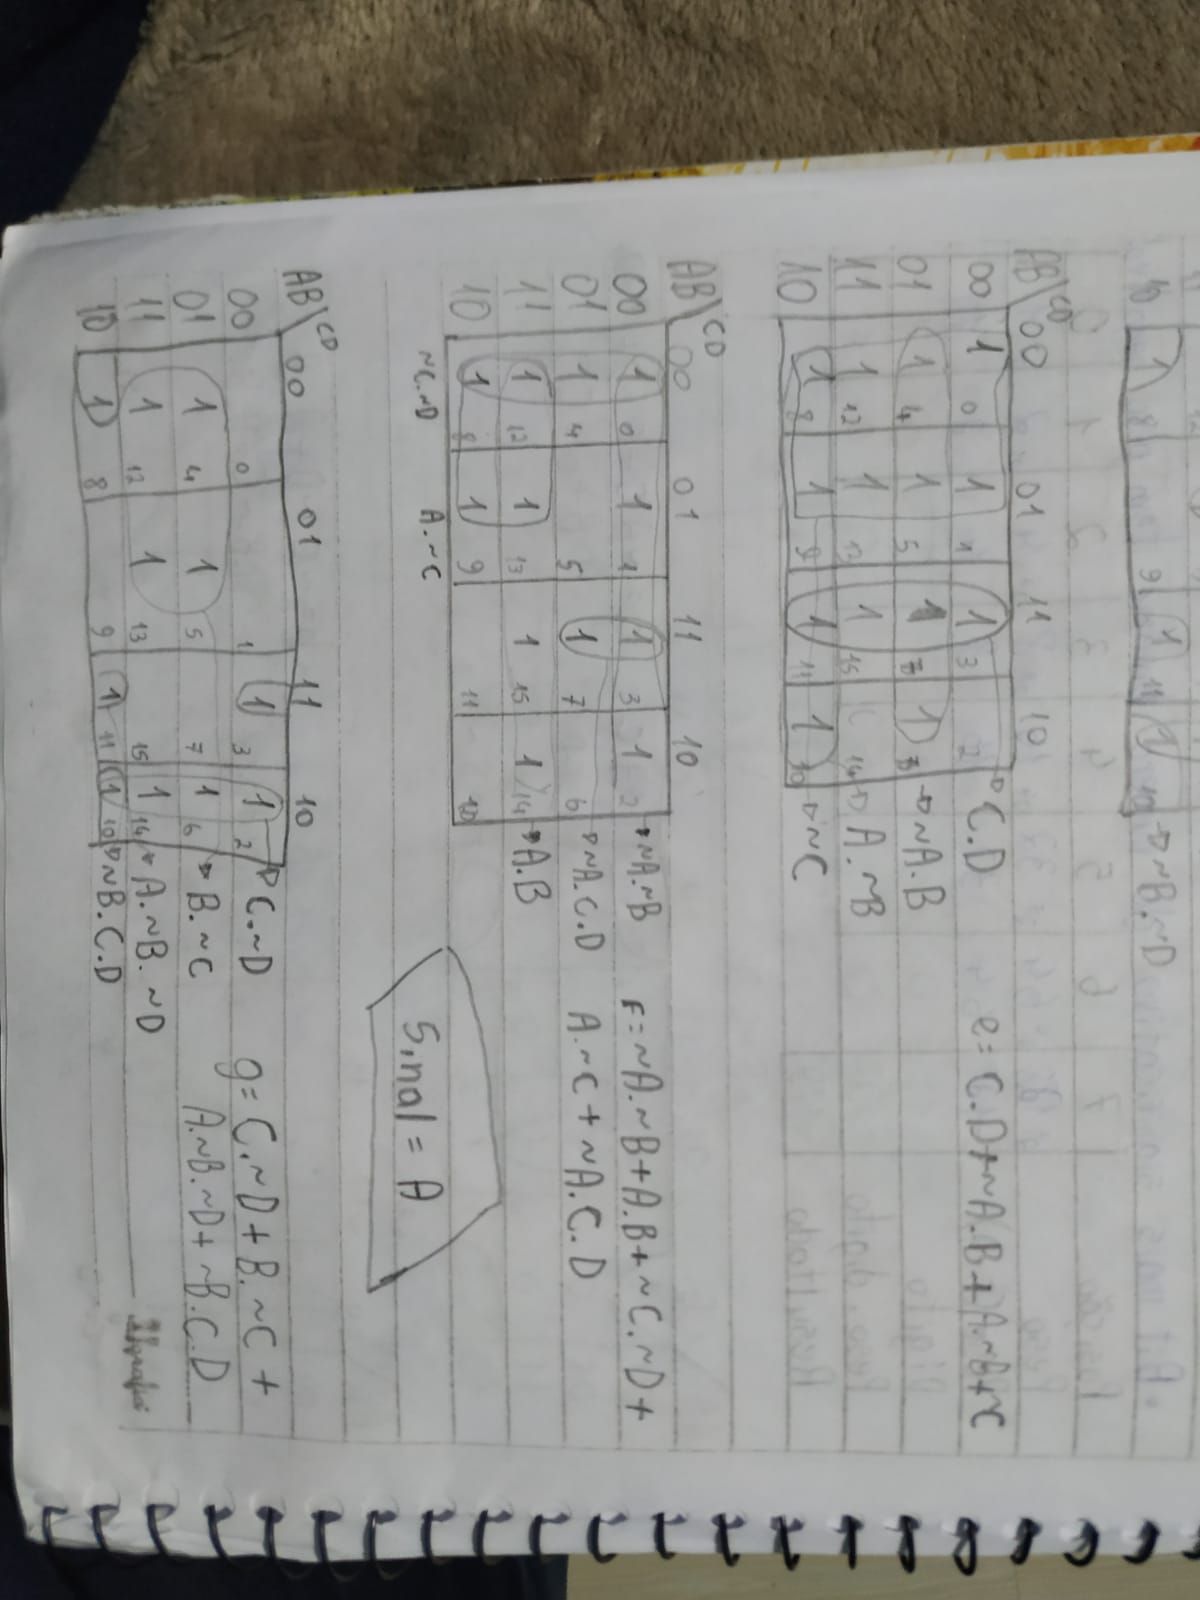 10 1 8 9 1 11 1 10 → ~B.~D
AB\CD 00 01 11 10
00 1 0 1 1 1 3 2 → C.D e = C.D+~A.B+A.~B+~C
01 1 4 1 5 1 1 → ~A.B
11 1 12 1 13 1 15 14 → A.~B
10 1 8 1 9 1 11 1 10 → ~C
AB\CD 00 01 11 10
00 1 0 1 1 1 3 1 2 → ~A.~B F = ~A.~B+A.B+~C.~D+
01 1 4 5 1 7 6 → ~A.C.D A.~C+~A.C.D
11 1 12 1 13 1 15 1 14 → A.B
10 1 8 1 9 11 10
~C.~D A.~C
Sinal = A
AB\CD 00 01 11 10
00 0 1 1 3 1 2 → C.~D g = C.~D+B.~C+
01 1 4 1 5 7 1 6 → B.~C A.~B.~D+~B.C.D
11 1 12 1 13 15 1 14 → A.~B.~D
10 1 8 9 1 11 1 10 → ~B.C.D